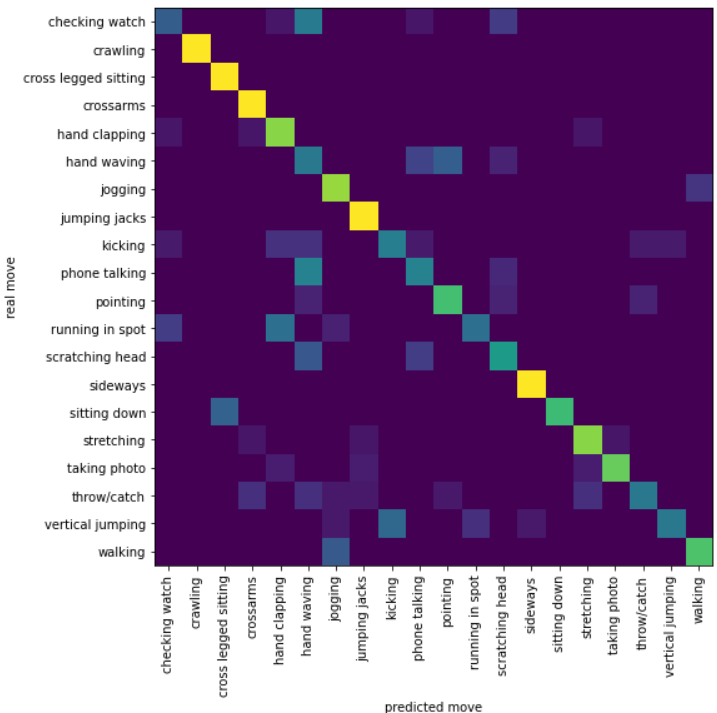 checking watch
crawling
cross legged sitting
crossarms
hand clapping
hand waving
jogging
jumping jacks
kicking
phone talking
pointing
running in spot
scratching head
sideways
sitting down
stretching
taking photo
throw/catch
vertical jumping
walking
real move
checking watch
crawling
cross legged sitting
crossarms
hand clapping
hand waving
jogging
jumping jacks
kicking
phone talking
pointing
running in spot
scratching head
sideways
sitting down
stretching
taking photo
throw/catch
vertical jumping
walking
predicted move